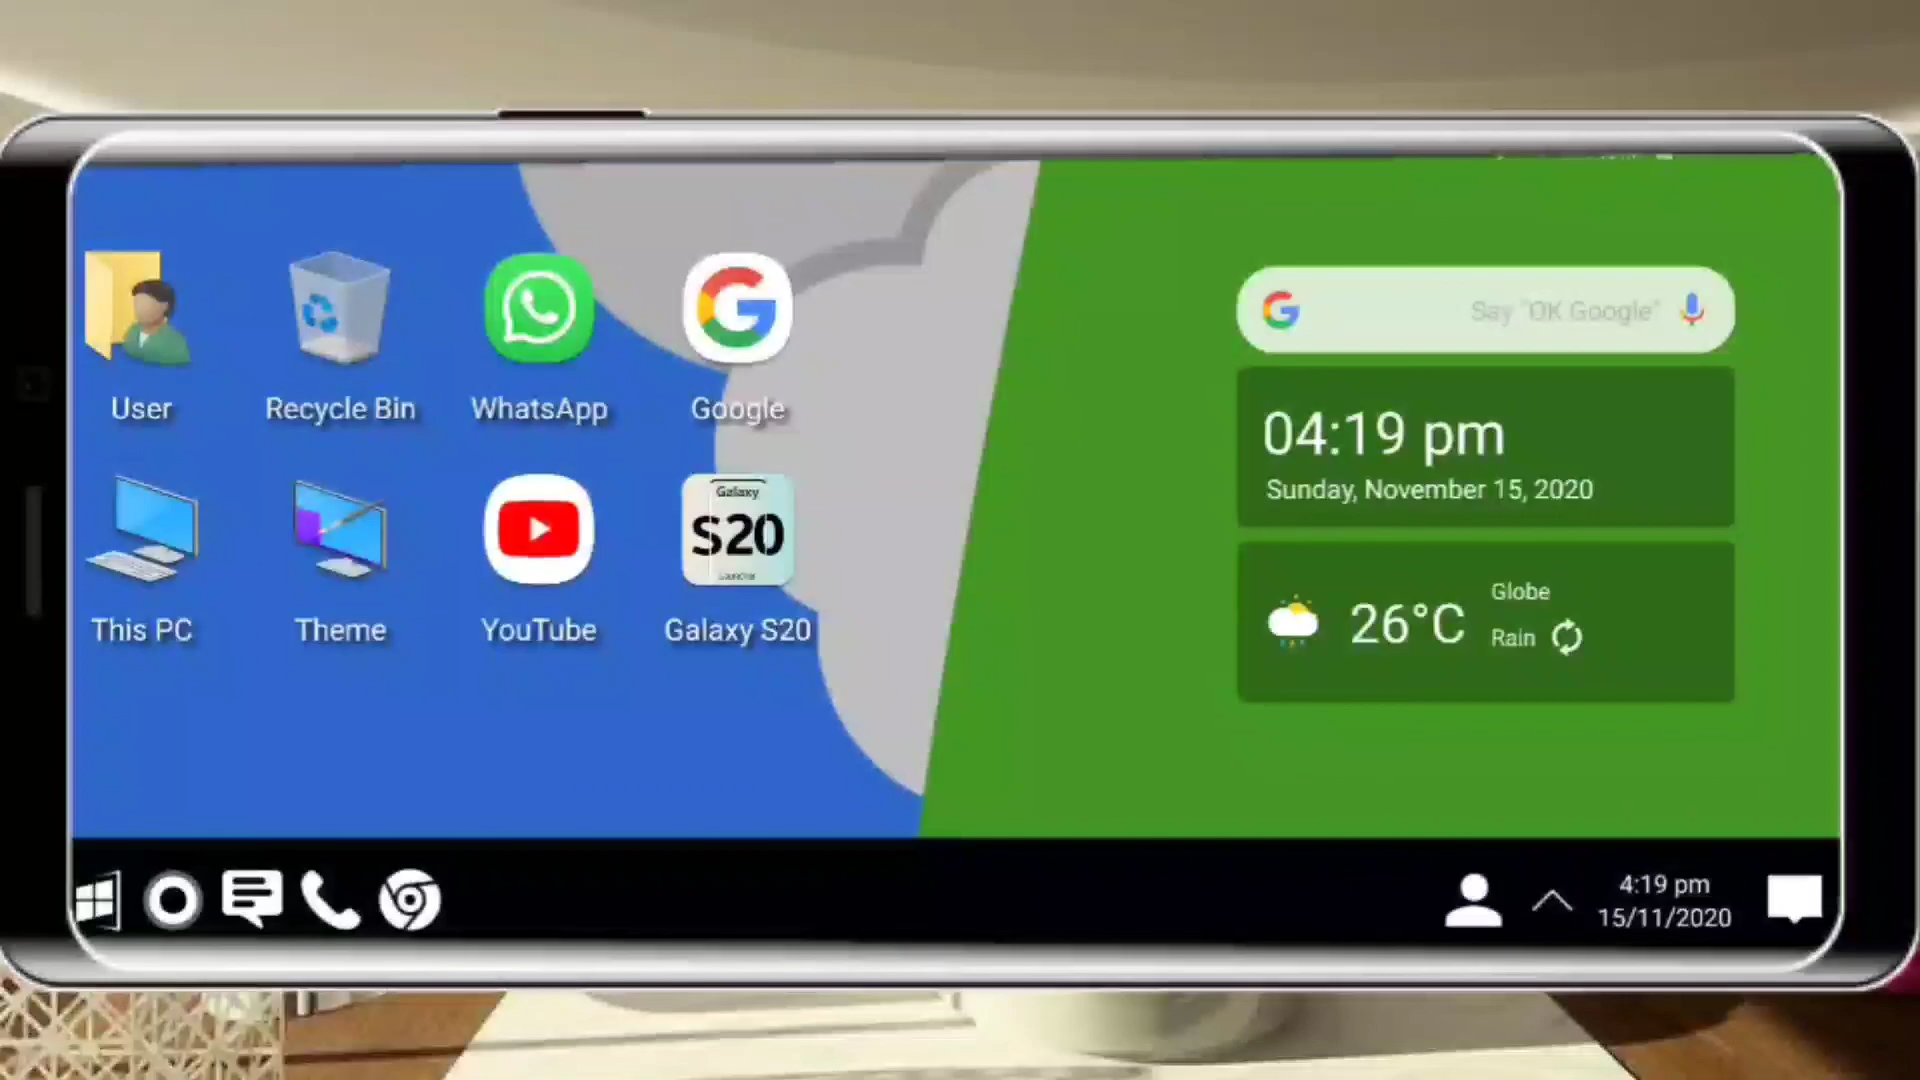 Say "OK Google"
User
Recycle Bin
WhatsApp
Google
04:19 pm
Sunday, November 15, 2020
Galaxy
S20
This PC
Theme
YouTube
Galaxy S20
26°C
Globe
Rain
4:19 pm
15/11/2020